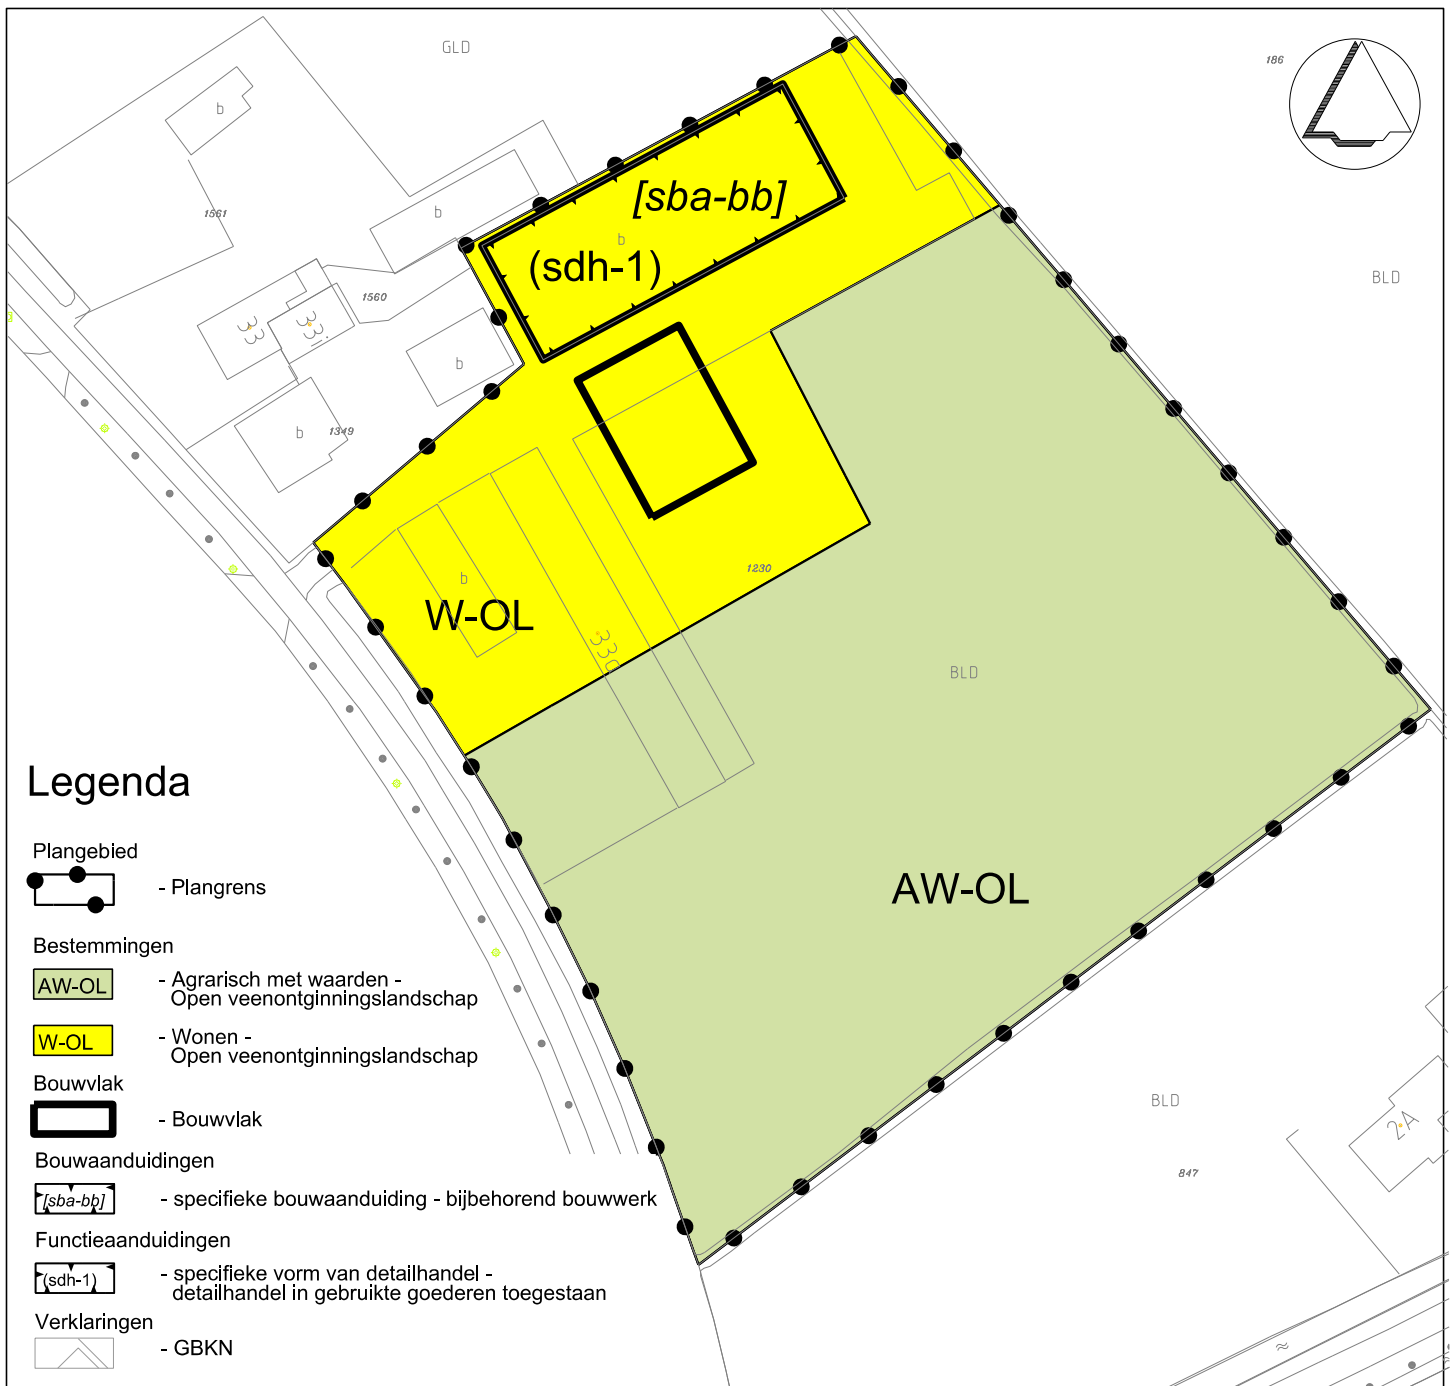 GLD
186
b
[sba-bb]
1561
b
b
(sdh-1)
BLD
1560
33
33
b
b
1349
1230
b
W-OL
BLD
Legenda
Plangebied
- Plangrens
AW-OL
Bestemmingen
AW-OL
- Agrarisch met waarden -
Open veenontginningslandschap
W-OL
- Wonen -
Open veenontginningslandschap
Bouwvlak
- Bouwvlak
BLD
2A
Bouwaanduidingen
847
[sba-bb]
- specifieke bouwaanduiding - bijbehorend bouwwerk
Functieaanduidingen
(sdh-1)
- specifieke vorm van detailhandel -
detailhandel in gebruikte goederen toegestaan
Verklaringen
- GBKN